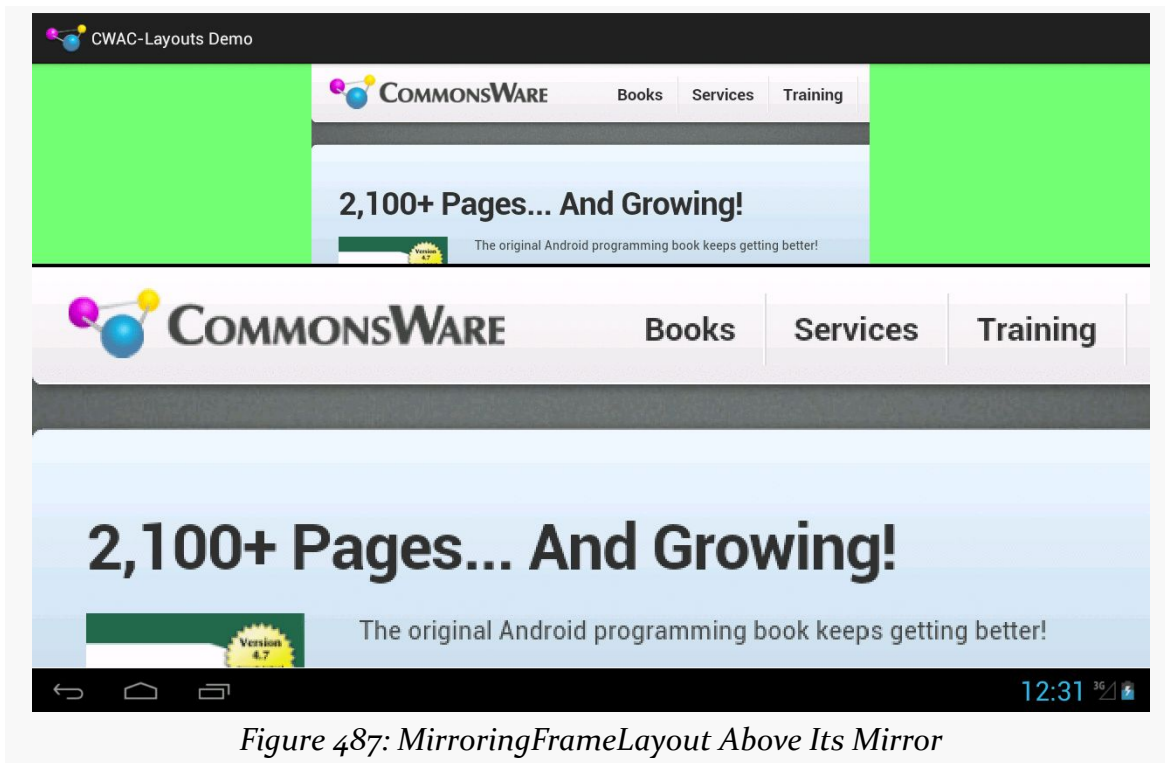 CWAC-Layouts Demo
COMMONSWARE Books Services Training
2,100+ Pages... And Growing!
The original Android programming book keeps getting better!
Version
4.7
COMMONSWARE Books Services Training
2,100+ Pages... And Growing!
The original Android programming book keeps getting better!
Version
4.7
12:31 3G
Figure 487: MirroringFrameLayout Above Its Mirror